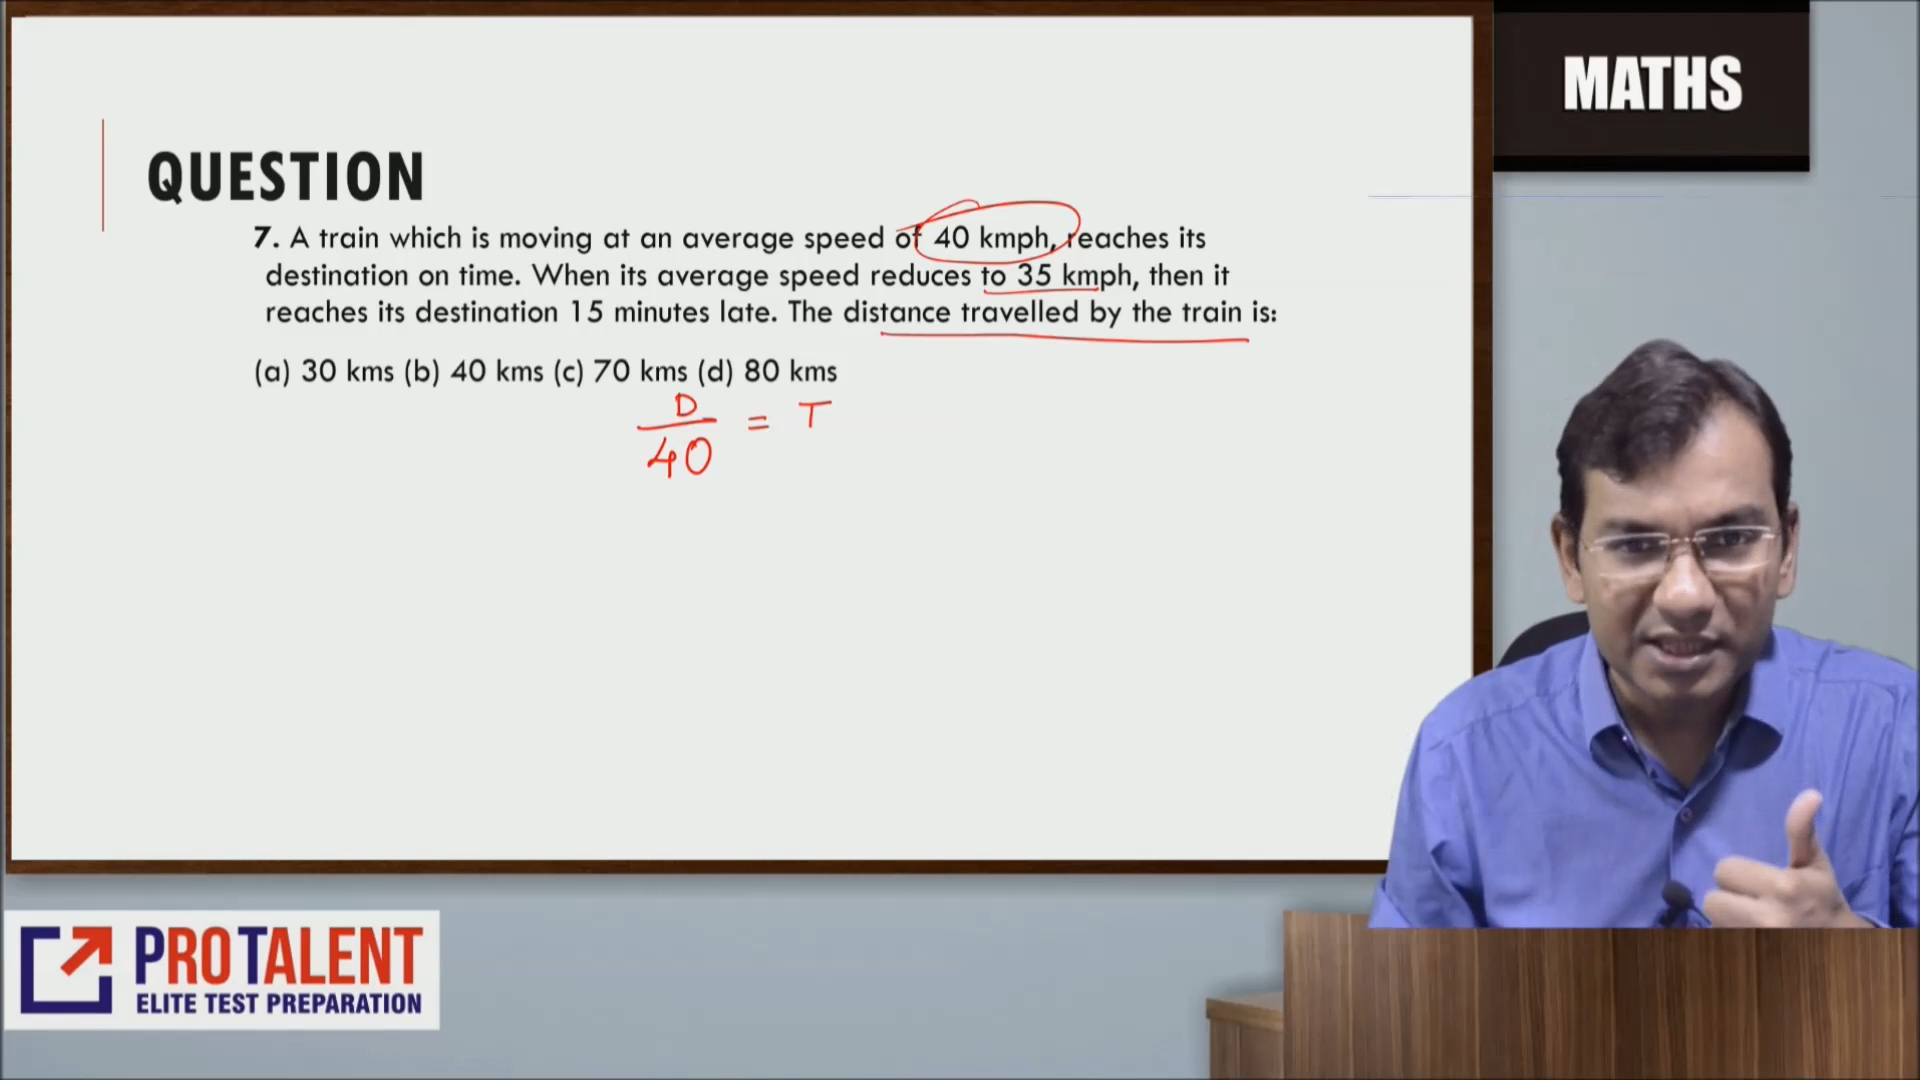 MATHS
QUESTION
7. A train which is moving at an average speed of 40 kmph, reaches its
destination on time. When its average speed reduces to 35 kmph, then it
reaches its destination 15 minutes late. The distance travelled by the train is:
(a) 30 kms (b) 40 kms (c) 70 kms (d) 80 kms
D
= T
40
PROTALENT
ELITE TEST PREPARATION